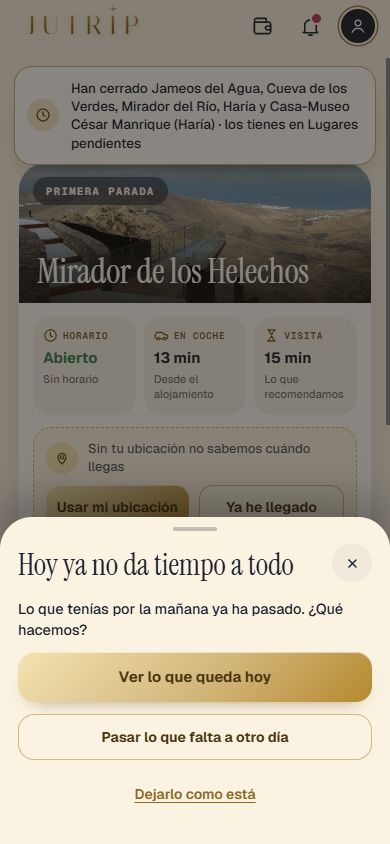 JUTRIP
Han cerrado Jameos del Agua, Cueva de los
Verdes, Mirador del Río, Haría y Casa-Museo
César Manrique (Haría) · los tienes en Lugares
pendientes
PRIMERA PARADA
Mirador de los Helechos
HORARIO
Abierto
Sin horario
EN COCHE
13 min
Desde el
alojamiento
VISITA
15 min
Lo que
recomendamos
Sin tu ubicación no sabemos cuándo
llegas
Usar mi ubicación
Ya he llegado
Hoy ya no da tiempo a todo
Lo que tenías por la mañana ya ha pasado. ¿Qué
hacemos?
Ver lo que queda hoy
Pasar lo que falta a otro día
Dejarlo como está